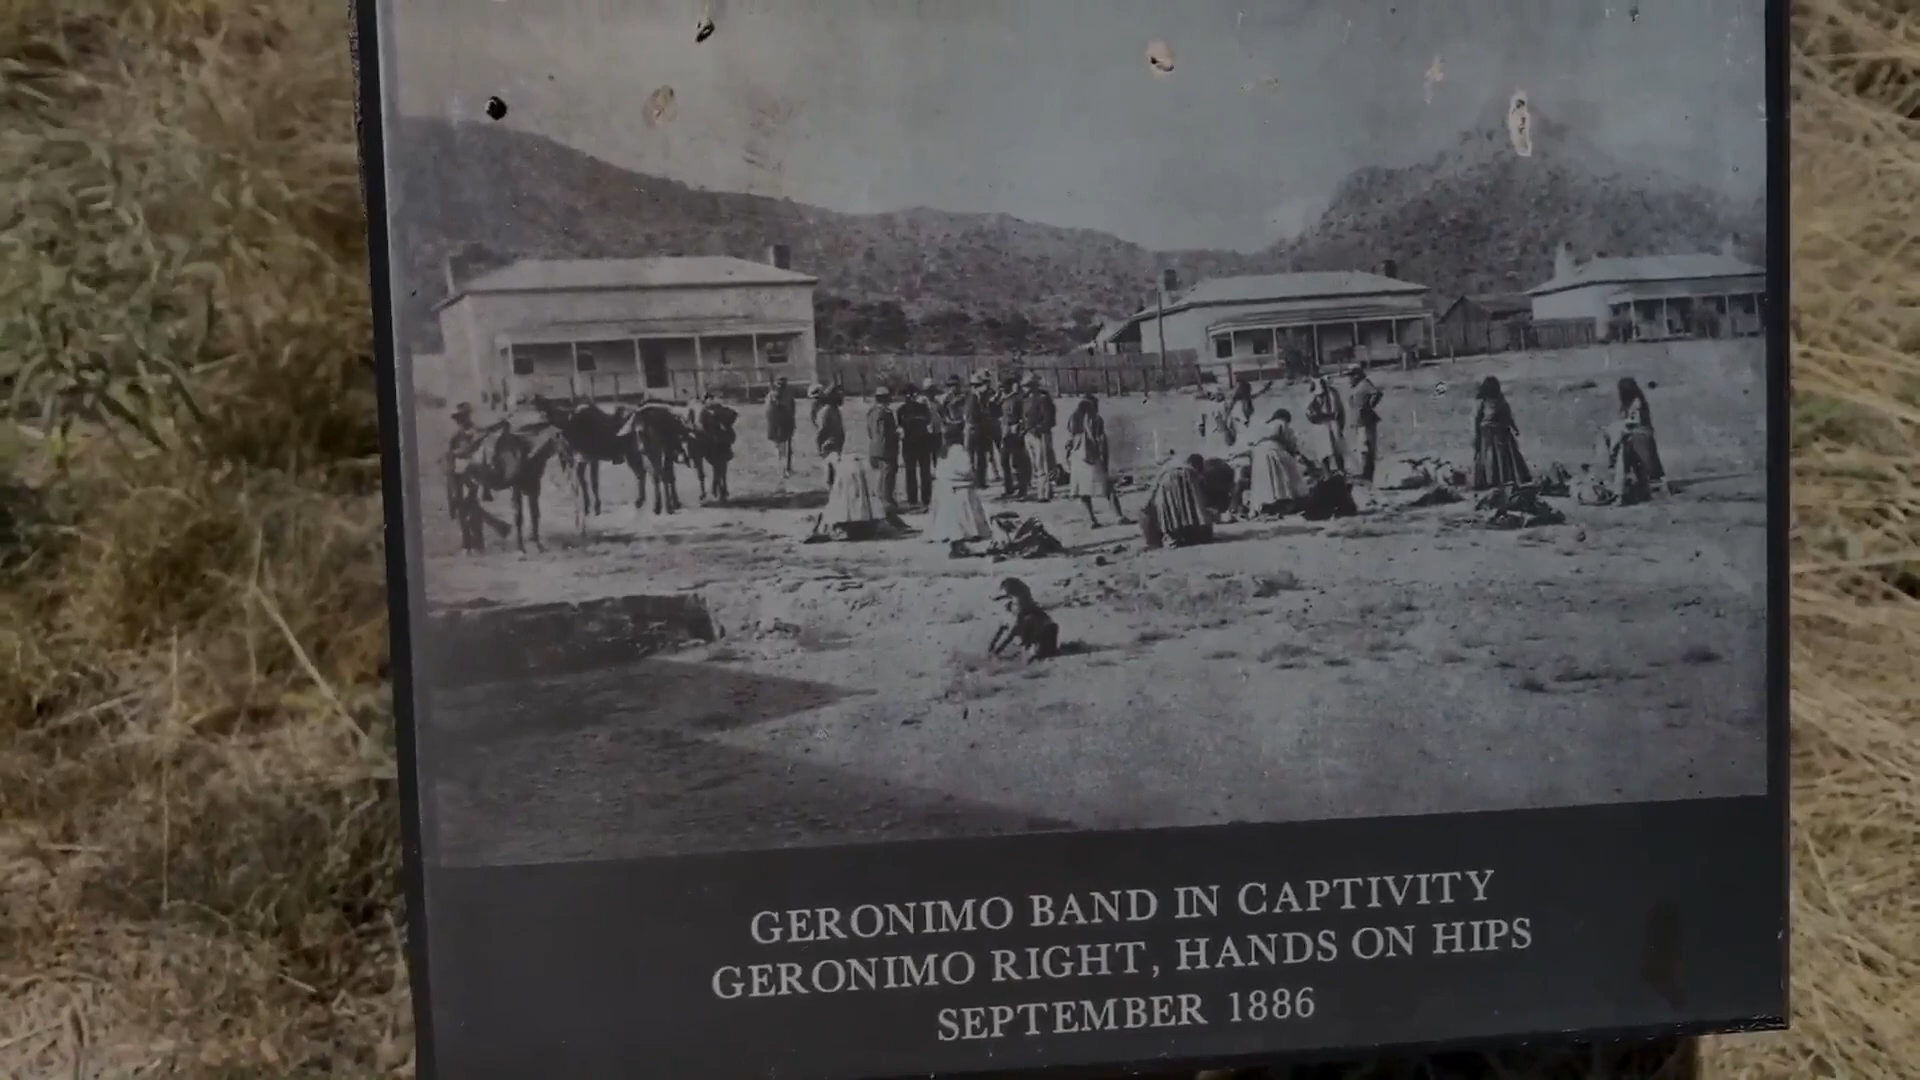 GERONIMO BAND IN CAPTIVITY
GERONIMO RIGHT, HANDS ON HIPS
SEPTEMBER 1886